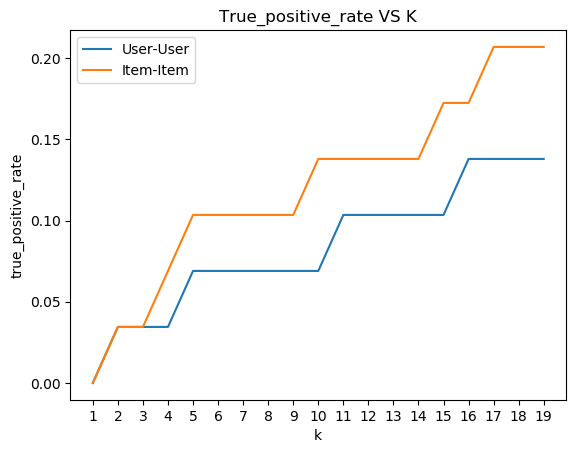 True_positive_rate VS K
User-User
Item-Item
true_positive_rate
0.20
0.15
0.10
0.05
0.00
1 2 3 4 5 6 7 8 9 10 11 12 13 14 15 16 17 18 19
k